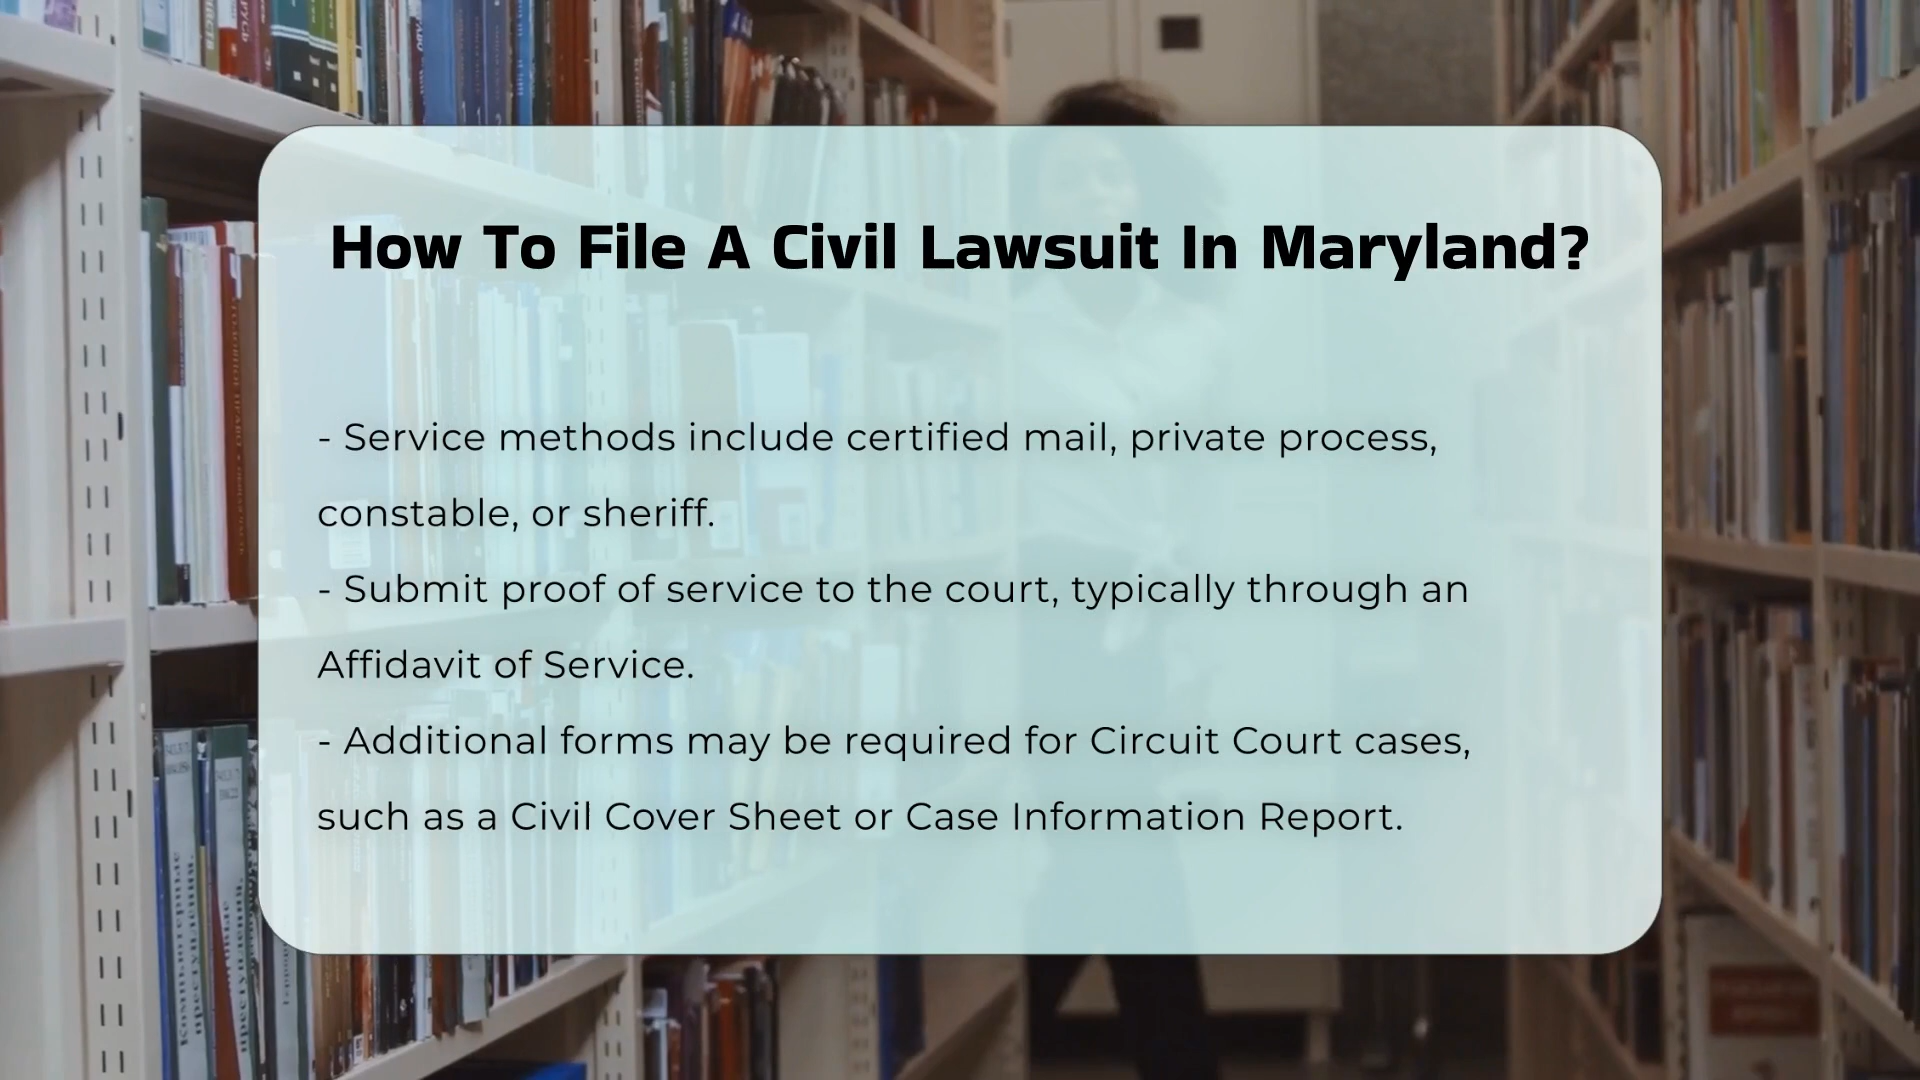 How To File A Civil Lawsuit In Maryland?
- Service methods include certified mail, private process,
constable, or sheriff.
- Submit proof of service to the court, typically through an
Affidavit of Service.
- Additional forms may be required for Circuit Court cases,
such as a Civil Cover Sheet or Case Information Report.